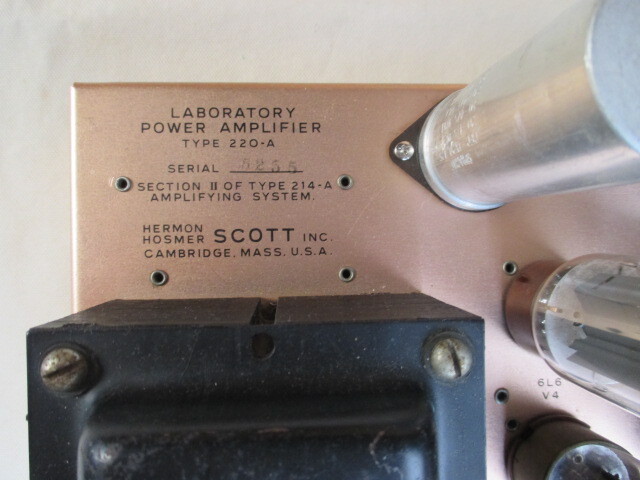 LABORATORY
POWER AMPLIFIER
TYPE 220-A
SERIAL
SECTION II OF TYPE 214-A
AMPLIFYING SYSTEM.
HERMON
HOSMER SCOTT INC.
CAMBRIDGE, MASS. U.S.A.
6L6
V4